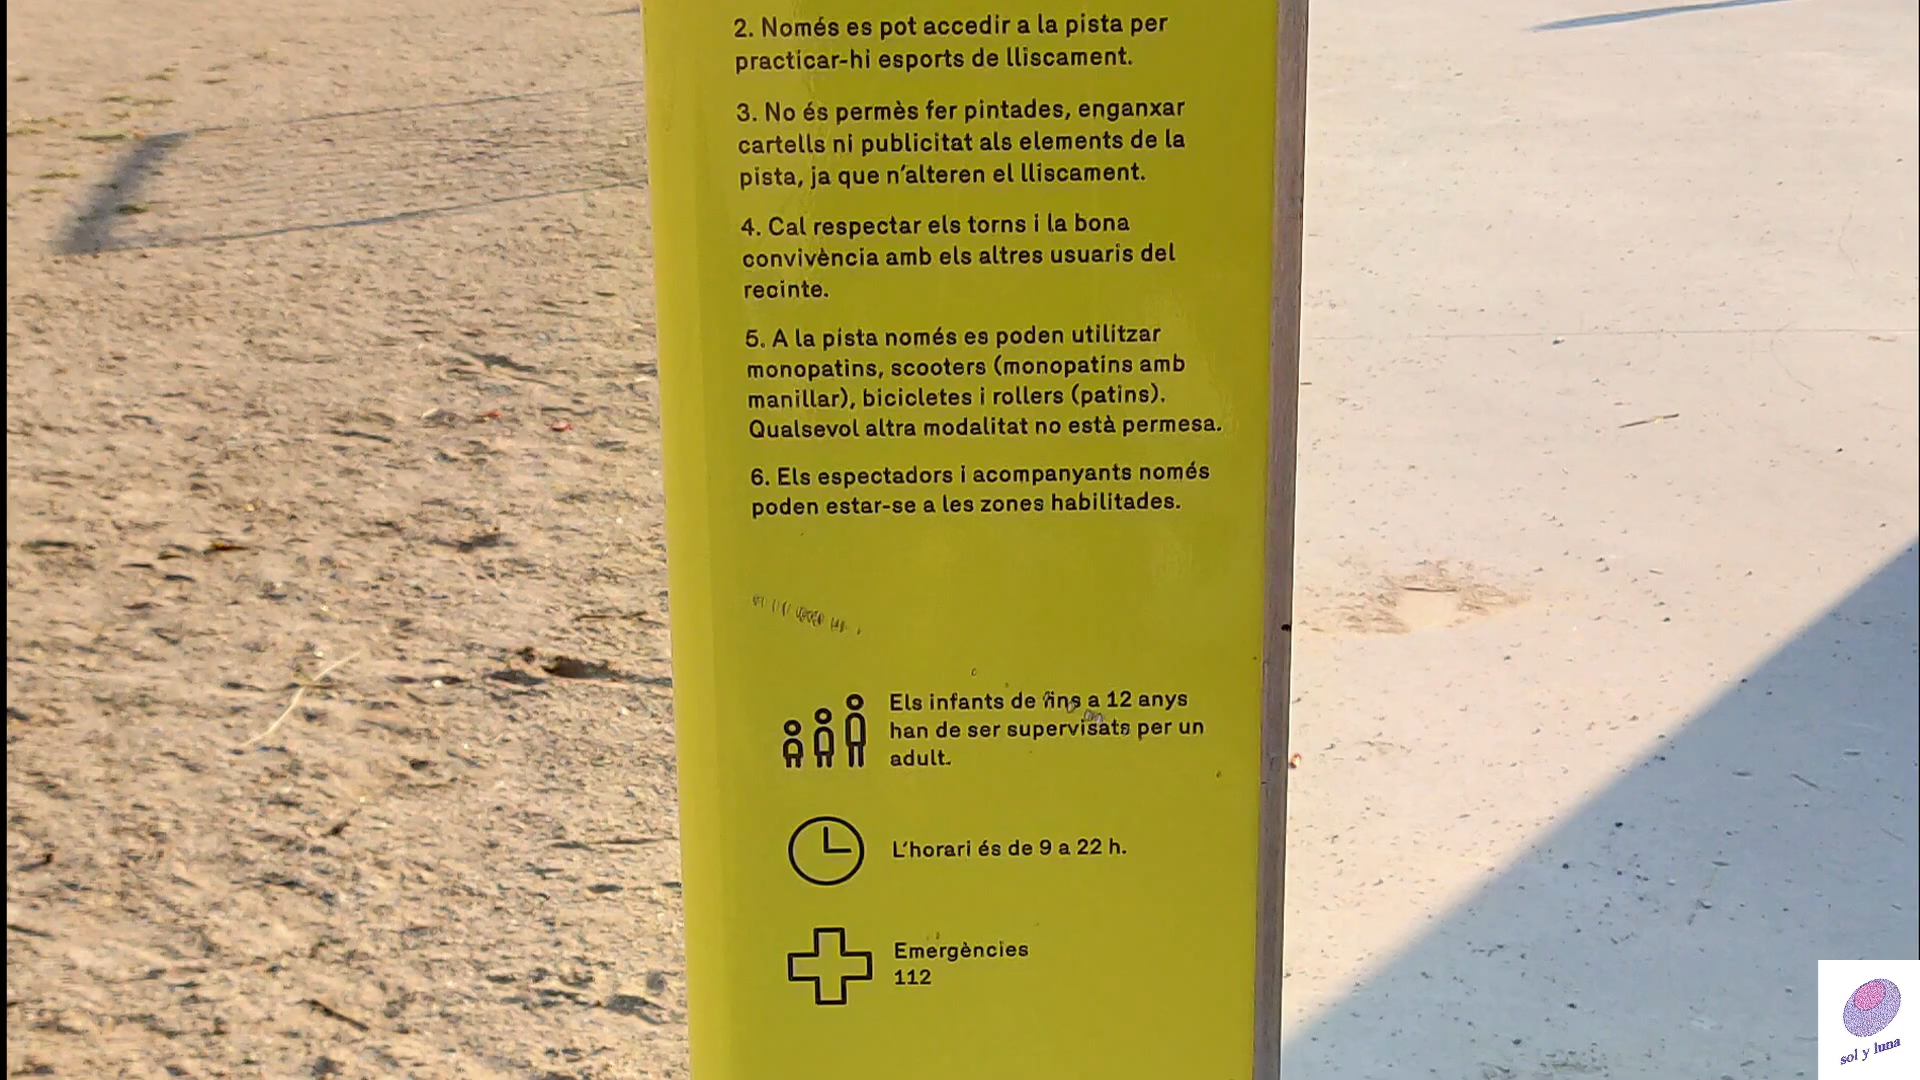 2. Només es pot accedir a la pista per
practicar-hi esports de lliscament.
3. No és permès fer pintades, enganxar
cartells ni publicitat als elements de la
pista, ja que n'alteren el lliscament.
4. Cal respectar els torns i la bona
convivència amb els altres usuaris del
recinte.
5. A la pista només es poden utilitzar
monopatins, scooters (monopatins amb
manillar), bicicletes i rollers (patins).
Qualsevol altra modalitat no està permesa.
6. Els espectadors i acompanyants només
poden estar-se a les zones habilitades.
Els infants de fins a 12 anys
han de ser supervisats per un
adult.
L'horari és de 9 a 22 h.
Emergències
112
sol y luna